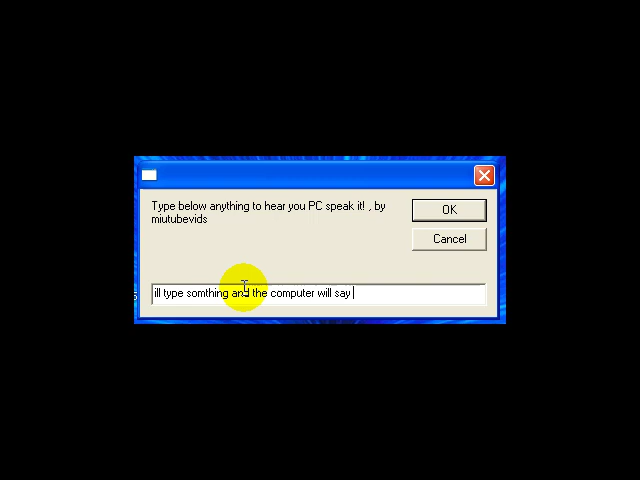 Type below anything to hear you PC speak it! , by
miutubevids
OK
Cancel
ill type somthing and the computer will say